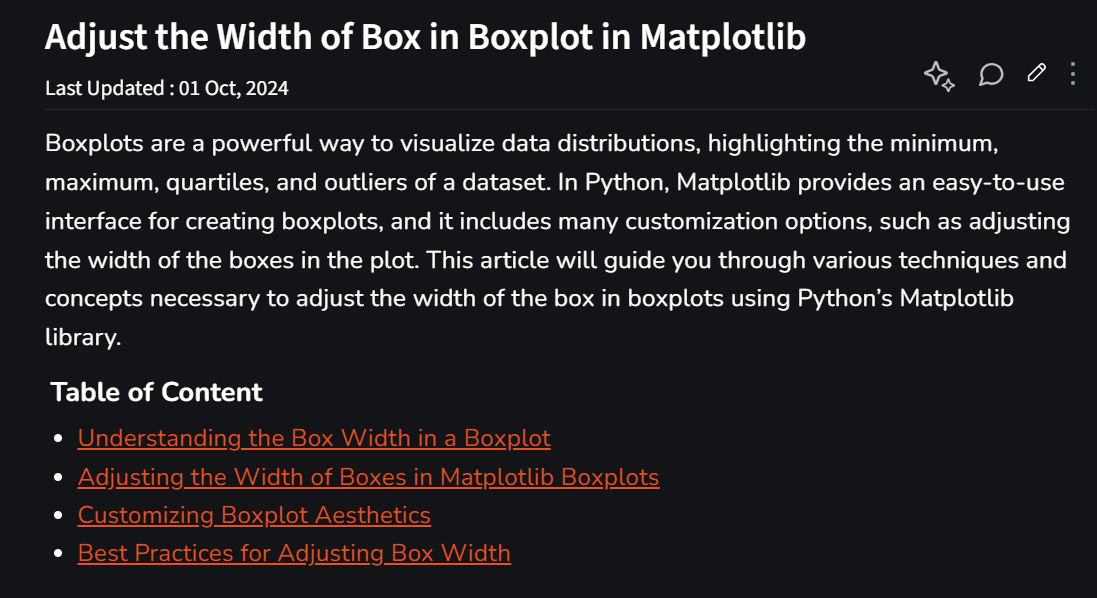 Adjust the Width of Box in Boxplot in Matplotlib
Last Updated : 01 Oct, 2024
Boxplots are a powerful way to visualize data distributions, highlighting the minimum,
maximum, quartiles, and outliers of a dataset. In Python, Matplotlib provides an easy-to-use
interface for creating boxplots, and it includes many customization options, such as adjusting
the width of the boxes in the plot. This article will guide you through various techniques and
concepts necessary to adjust the width of the box in boxplots using Python’s Matplotlib
library.
Table of Content
Understanding the Box Width in a Boxplot
Adjusting the Width of Boxes in Matplotlib Boxplots
Customizing Boxplot Aesthetics
Best Practices for Adjusting Box Width